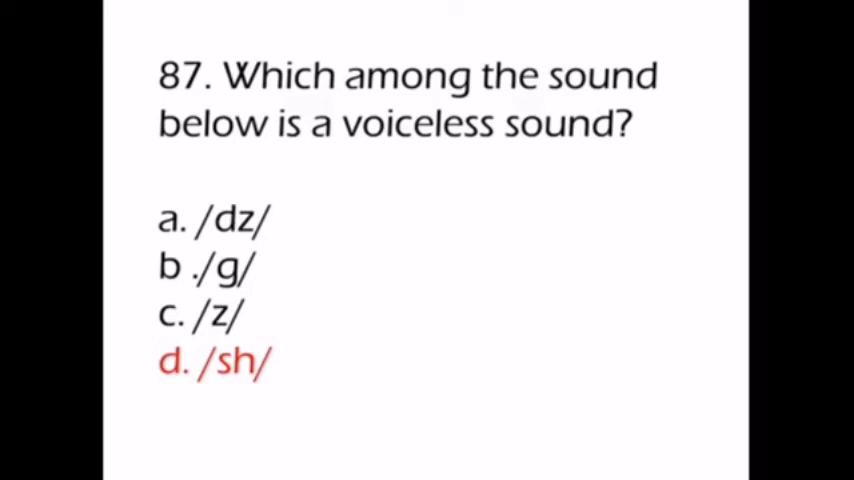 87. Which among the sound
below is a voiceless sound?
a. /dz/
b ./g/
c. /z/
d. /sh/